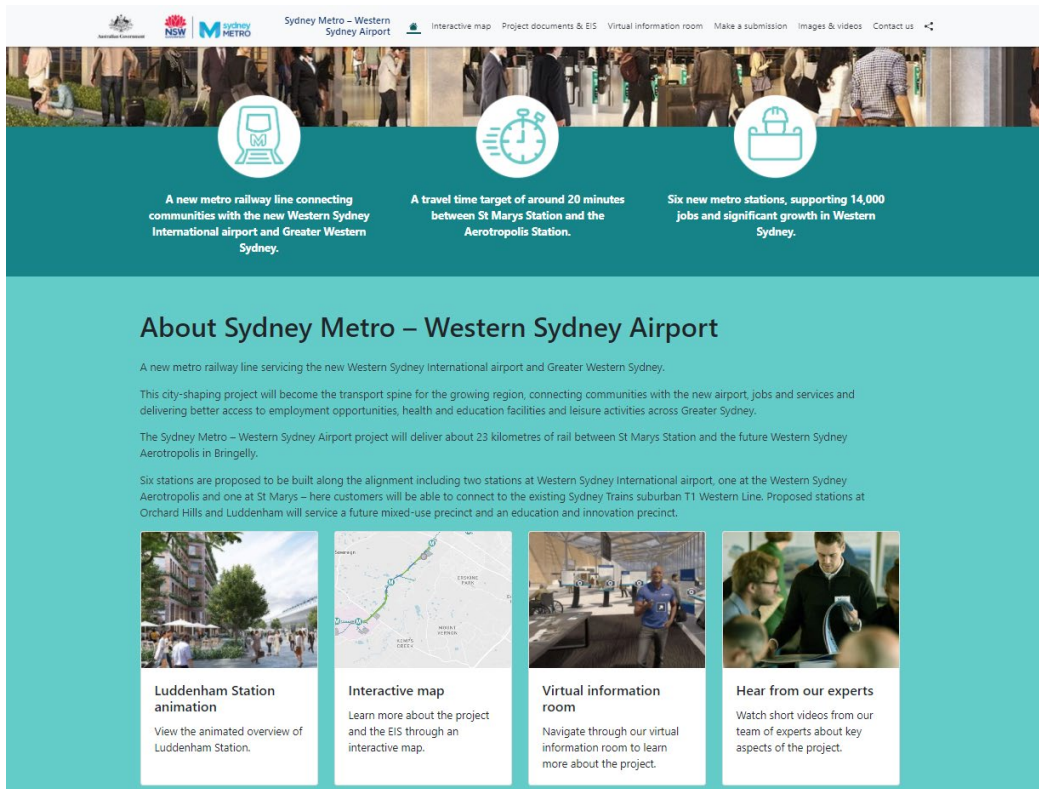 Australian Government
NSW
GOVERNMENT
sydney
METRO
Sydney Metro – Western
Sydney Airport
Interactive map Project documents & EIS Virtual information room Make a submission Images & videos Contact us
M
A new metro railway line connecting
communities with the new Western Sydney
International airport and Greater Western
Sydney.
A travel time target of around 20 minutes
between St Marys Station and the
Aerotropolis Station.
Six new metro stations, supporting 14,000
jobs and significant growth in Western
Sydney.
About Sydney Metro – Western Sydney Airport
A new metro railway line servicing the new Western Sydney International airport and Greater Western Sydney.
This city-shaping project will become the transport spine for the growing region, connecting communities with the new airport, jobs and services and
delivering better access to employment opportunities, health and education facilities and leisure activities across Greater Sydney.
The Sydney Metro – Western Sydney Airport project will deliver about 23 kilometres of rail between St Marys Station and the future Western Sydney
Aerotropolis in Bringelly.
Six stations are proposed to be built along the alignment including two stations at Western Sydney International airport, one at the Western Sydney
Aerotropolis and one at St Marys – here customers will be able to connect to the existing Sydney Trains suburban T1 Western Line. Proposed stations at
Orchard Hills and Luddenham will service a future mixed-use precinct and an education and innovation precinct.
MOUNT
VERNON
Luddenham Station
animation
View the animated overview of
Luddenham Station.
Interactive map
Learn more about the project
and the EIS through an
interactive map.
Virtual information
room
Navigate through our virtual
information room to learn
more about the project.
Hear from our experts
Watch short videos from our
team of experts about key
aspects of the project.